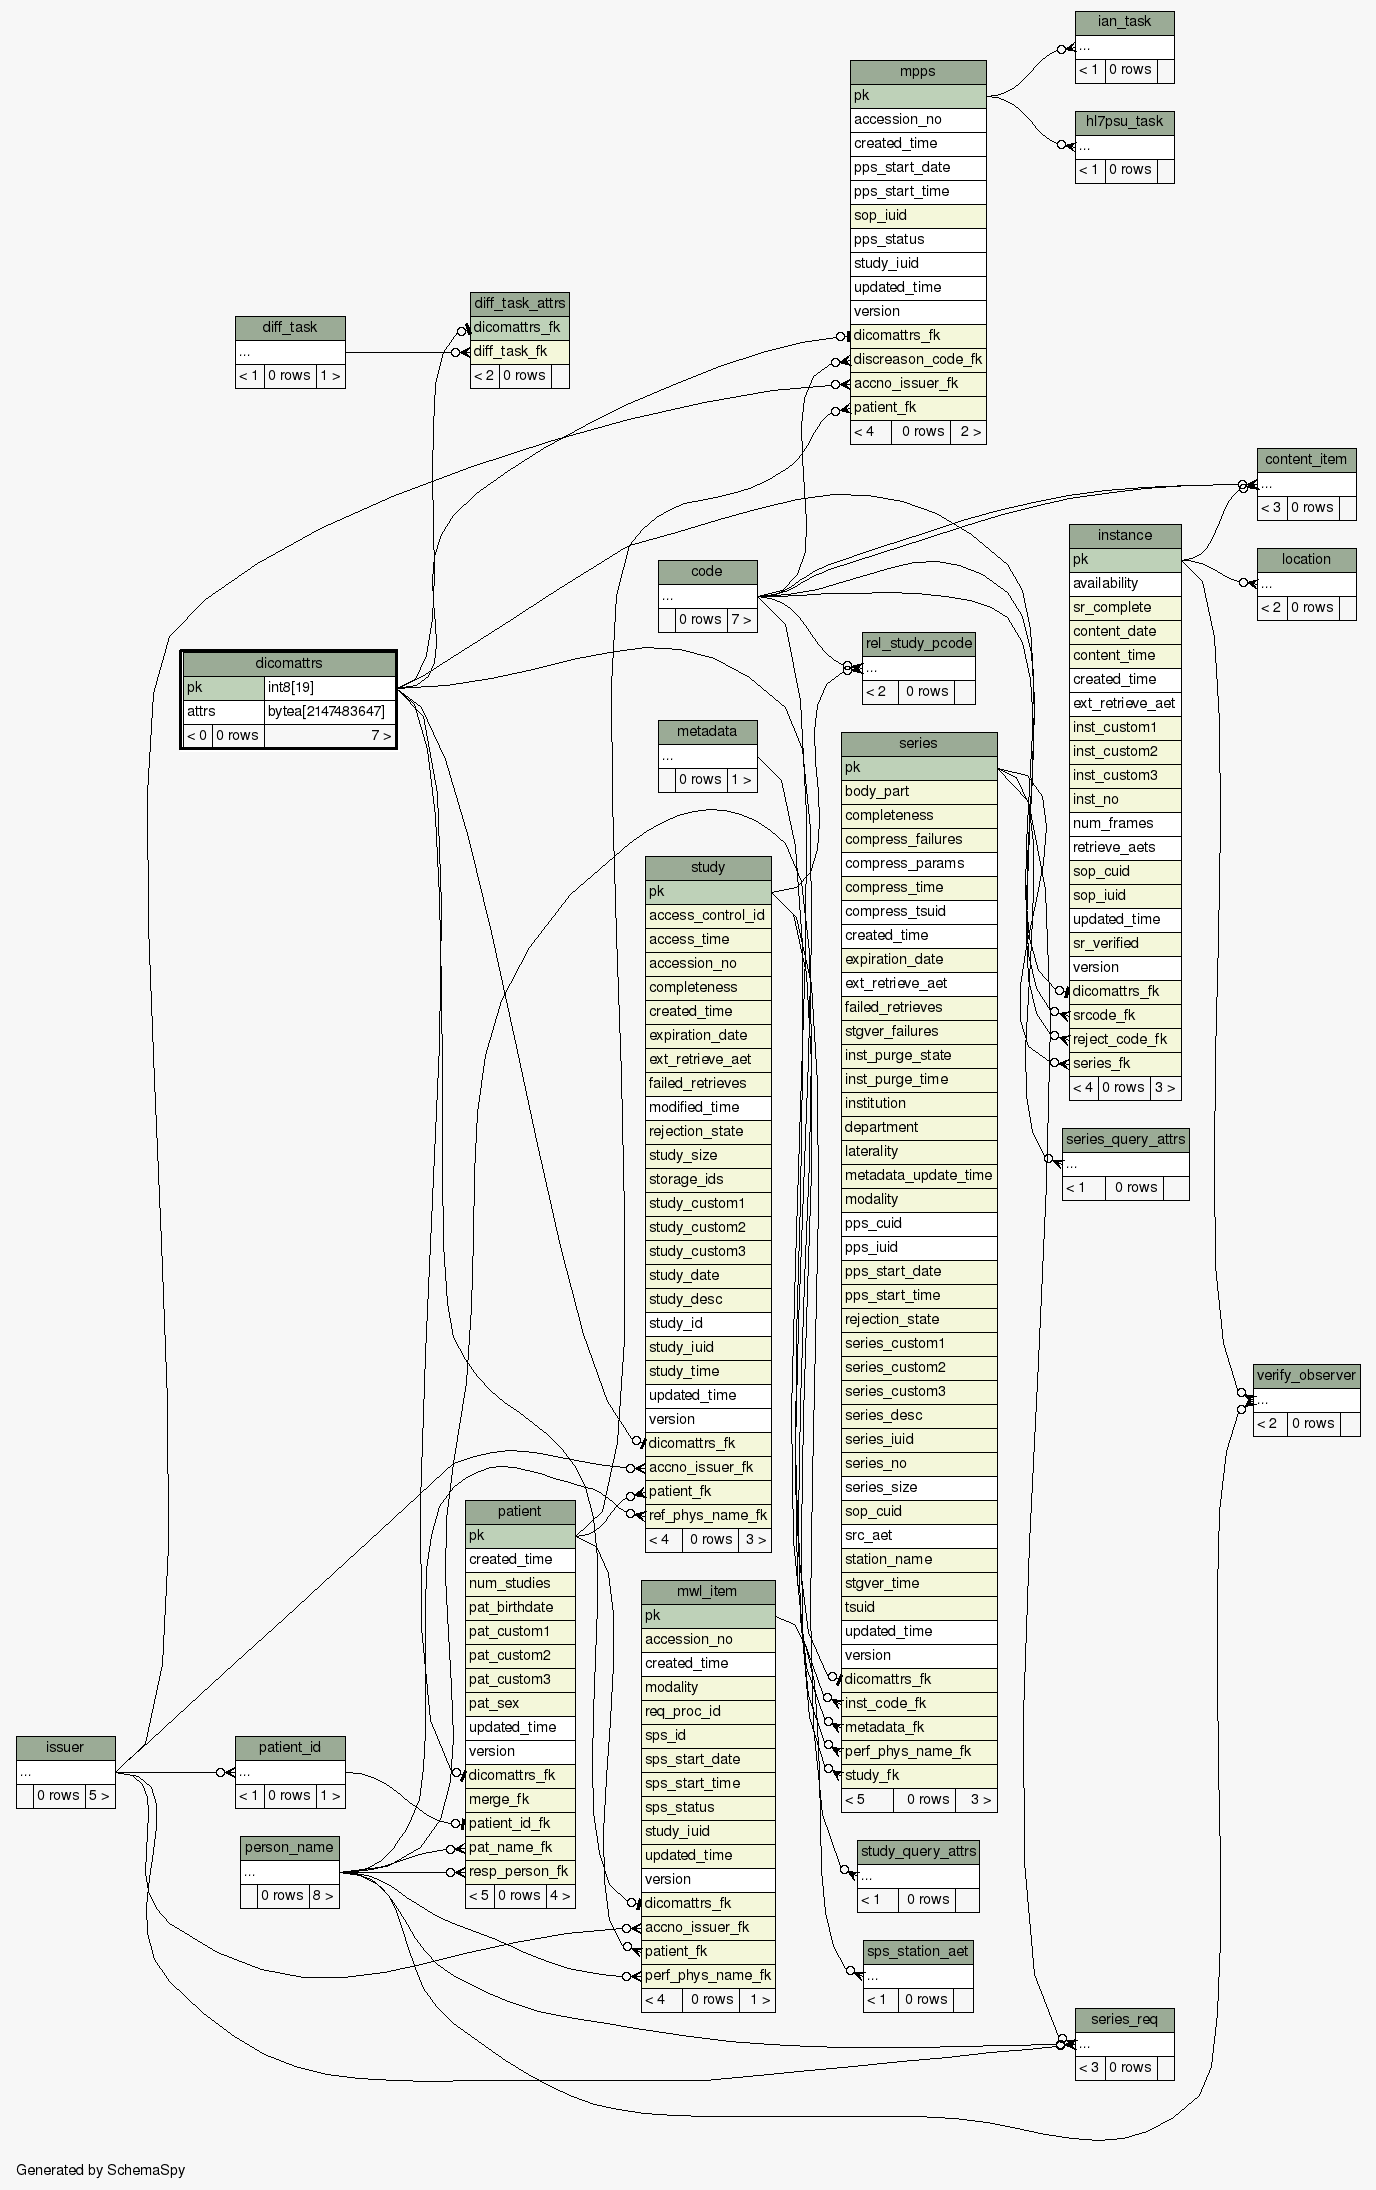 ian_task
...
< 1 0 rows
mpps
pk
accession_no
created_time
pps_start_date
pps_start_time
sop_iuid
pps_status
study_iuid
updated_time
version
dicomattrs_fk
discreason_code_fk
accno_issuer_fk
patient_fk
< 4 0 rows 2 >
hl7psu_task
...
< 1 0 rows
diff_task_attrs
dicomattrs_fk
diff_task_fk
< 2 0 rows
diff_task
...
< 1 0 rows 1 >
content_item
...
< 3 0 rows
instance
pk
availability
sr_complete
content_date
content_time
created_time
ext_retrieve_aet
inst_custom1
inst_custom2
inst_custom3
inst_no
num_frames
retrieve_aets
sop_cuid
sop_iuid
updated_time
sr_verified
version
dicomattrs_fk
srcode_fk
reject_code_fk
series_fk
< 4 0 rows 3 >
location
...
< 2 0 rows
code
...
0 rows 7 >
rel_study_pcode
...
< 2 0 rows
dicomattrs
pk int8[19]
attrs bytea[2147483647]
< 0 0 rows 7 >
metadata
...
0 rows 1 >
series
pk
body_part
completeness
compress_failures
compress_params
compress_time
compress_tsuid
created_time
expiration_date
ext_retrieve_aet
failed_retrieves
stgver_failures
inst_purge_state
inst_purge_time
institution
department
laterality
metadata_update_time
modality
pps_cuid
pps_iuid
pps_start_date
pps_start_time
rejection_state
series_custom1
series_custom2
series_custom3
series_desc
series_iuid
series_no
series_size
sop_cuid
src_aet
station_name
stgver_time
tsuid
updated_time
version
dicomattrs_fk
inst_code_fk
metadata_fk
perf_phys_name_fk
study_fk
< 5 0 rows 3 >
study
pk
access_control_id
access_time
accession_no
completeness
created_time
expiration_date
ext_retrieve_aet
failed_retrieves
modified_time
rejection_state
study_size
storage_ids
study_custom1
study_custom2
study_custom3
study_date
study_desc
study_id
study_iuid
study_time
updated_time
version
dicomattrs_fk
accno_issuer_fk
patient_fk
ref_phys_name_fk
< 4 0 rows 3 >
series_query_attrs
...
< 1 0 rows
verify_observer
...
< 2 0 rows
patient
pk
created_time
num_studies
pat_birthdate
pat_custom1
pat_custom2
pat_custom3
pat_sex
updated_time
version
dicomattrs_fk
merge_fk
patient_id_fk
pat_name_fk
resp_person_fk
< 5 0 rows 4 >
mwl_item
pk
accession_no
created_time
modality
req_proc_id
sps_id
sps_start_date
sps_start_time
sps_status
study_iuid
updated_time
version
dicomattrs_fk
accno_issuer_fk
patient_fk
perf_phys_name_fk
< 4 0 rows 1 >
issuer
...
0 rows 5 >
patient_id
...
< 1 0 rows 1 >
person_name
...
0 rows 8 >
study_query_attrs
...
< 1 0 rows
sps_station_aet
...
< 1 0 rows
series_req
...
< 3 0 rows
Generated by SchemaSpy